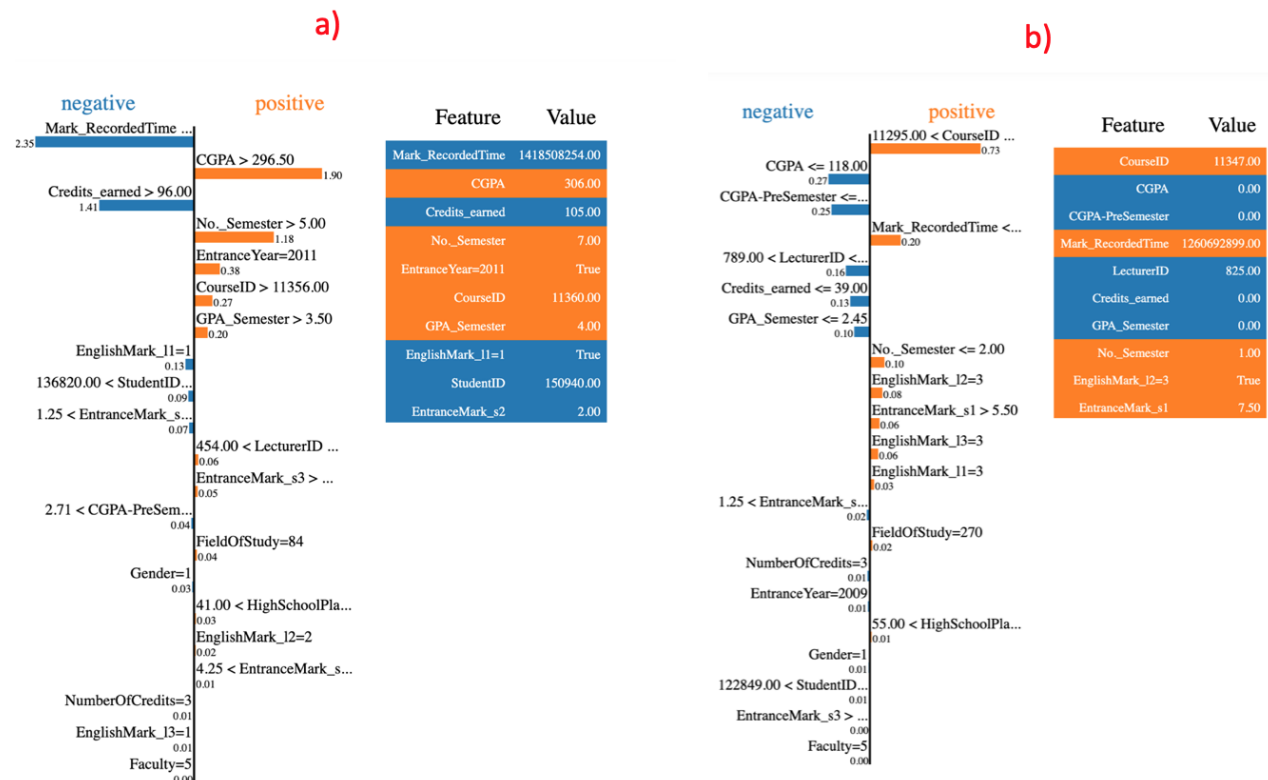 a)
negative
positive
Mark_RecordedTime ...
2.35
CGPA > 296.50
1.90
Credits_earned > 96.00
1.41
No._Semester > 5.00
1.18
EntranceYear=2011
0.38
CourseID > 11356.00
0.27
GPA_Semester > 3.50
0.20
EnglishMark_l1=1
0.13
136820.00 < StudentID...
0.09
1.25 < EntranceMark_s...
0.07
454.00 < LecturerID ...
0.06
EntranceMark_s3 > ...
0.05
2.71 < CGPA-PreSem...
0.04
FieldOfStudy=84
0.04
Gender=1
0.03
41.00 < HighSchoolPla...
0.03
EnglishMark_l2=2
0.02
4.25 < EntranceMark_s...
0.01
NumberOfCredits=3
0.01
EnglishMark_l3=1
0.01
Faculty=5
0.00
Feature Value
Mark_RecordedTime 1418508254.00
CGPA 306.00
Credits_earned 105.00
No._Semester 7.00
EntranceYear=2011 True
CourseID 11360.00
GPA_Semester 4.00
EnglishMark_l1=1 True
StudentID 150940.00
EntranceMark_s2 2.00
b)
negative
positive
11295.00 < CourseID ...
0.73
CGPA <= 118.00
0.27
CGPA-PreSemester <=...
0.25
Mark_RecordedTime <...
0.20
789.00 < LecturerID <...
0.16
Credits_earned <= 39.00
0.13
GPA_Semester <= 2.45
0.10
No._Semester <= 2.00
0.10
EnglishMark_l2=3
0.08
EntranceMark_s1 > 5.50
0.06
EnglishMark_l3=3
0.06
EnglishMark_l1=3
0.03
1.25 < EntranceMark_s...
0.02
FieldOfStudy=270
0.02
NumberOfCredits=3
0.01
EntranceYear=2009
0.01
55.00 < HighSchoolPla...
0.01
Gender=1
0.01
122849.00 < StudentID...
0.01
EntranceMark_s3 > ...
0.00
Faculty=5
0.00
Feature Value
CourseID 11347.00
CGPA 0.00
CGPA-PreSemester 0.00
Mark_RecordedTime 1260692899.00
LecturerID 825.00
Credits_earned 0.00
GPA_Semester 0.00
No._Semester 1.00
EnglishMark_l2=3 True
EntranceMark_s1 7.50